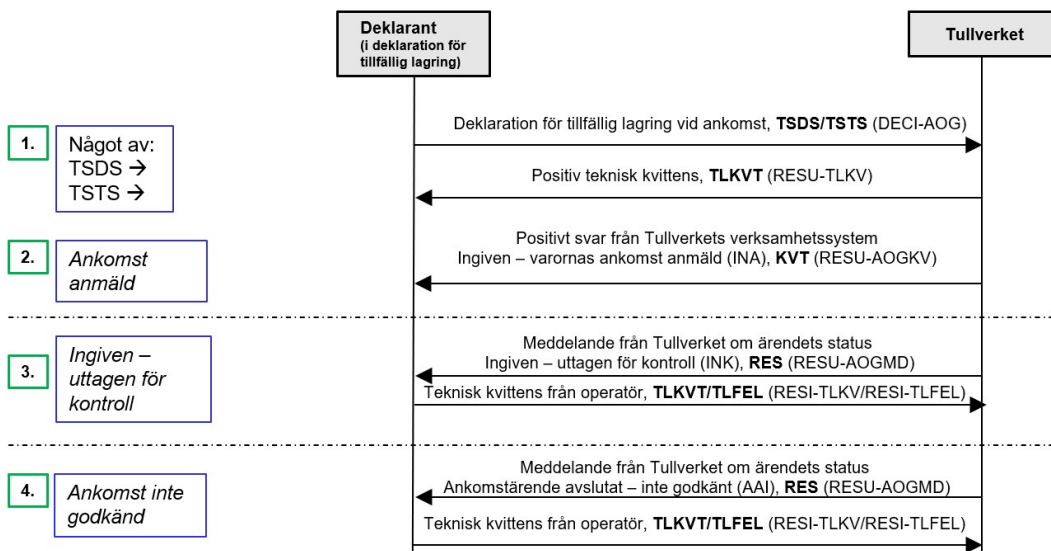 Deklarant
(i deklaration för
tillfällig lagring)
Tullverket
1.
Något av:
TSDS →
TSTS →
Deklaration för tillfällig lagring vid ankomst, TSDS/TSTS (DECI-AOG)
Positiv teknisk kvittens, TLKVT (RESU-TLKV)
2.
Ankomst
anmäld
Positivt svar från Tullverkets verksamhetssystem
Ingiven – varornas ankomst anmäld (INA), KVT (RESU-AOGKV)
3.
Ingiven –
uttagen för
kontroll
Meddelande från Tullverket om ärendets status
Ingiven – uttagen för kontroll (INK), RES (RESU-AOGMD)
Teknisk kvittens från operatör, TLKVT/TLFEL (RESI-TLKV/RESI-TLFEL)
4.
Ankomst inte
godkänd
Meddelande från Tullverket om ärendets status
Ankomstärende avslutat – inte godkänt (AAI), RES (RESU-AOGMD)
Teknisk kvittens från operatör, TLKVT/TLFEL (RESI-TLKV/RESI-TLFEL)